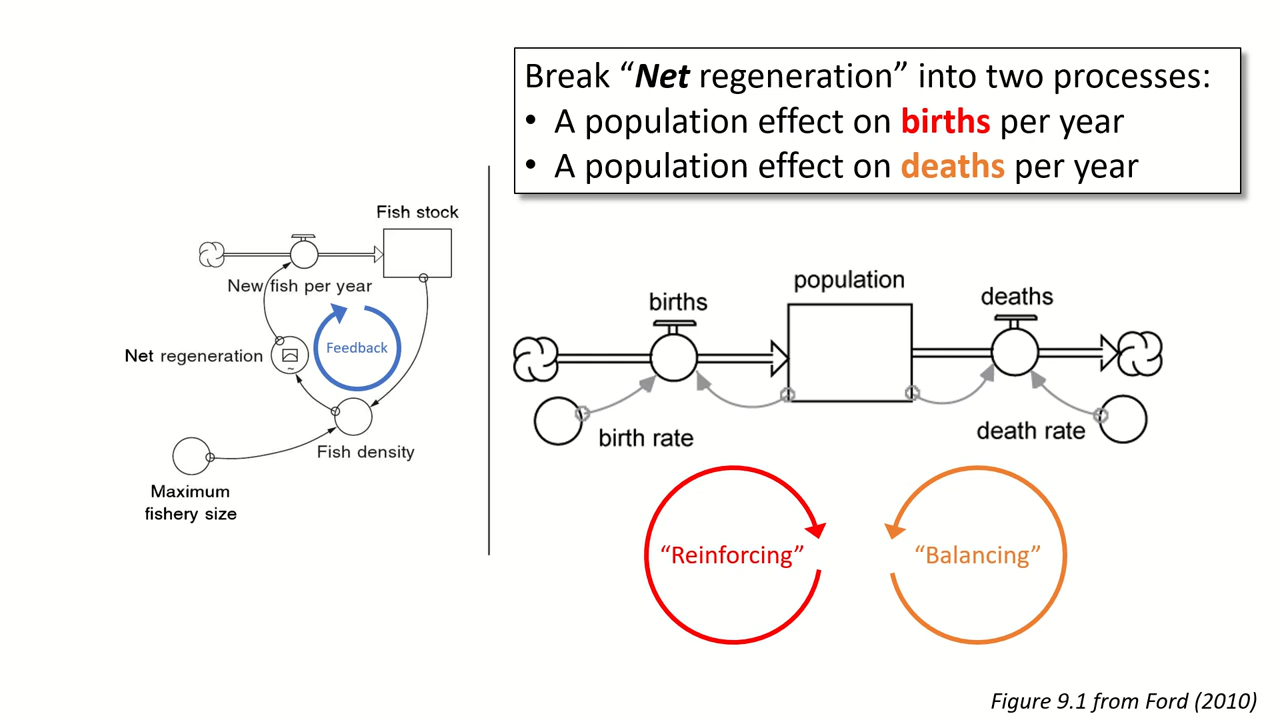 Break “Net regeneration” into two processes:
• A population effect on births per year
• A population effect on deaths per year
Fish stock
New fish per year
Feedback
Net regeneration
Fish density
Maximum
fishery size
population
births
deaths
birth rate
death rate
“Reinforcing”
“Balancing”
Figure 9.1 from Ford (2010)